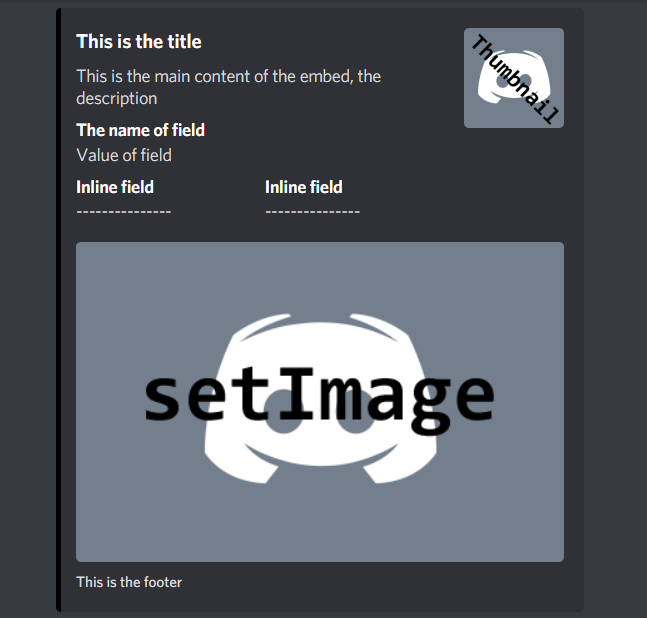 This is the title
Thumbnail
This is the main content of the embed, the
description
The name of field
Value of field
Inline field Inline field
--------------- ---------------
setImage
This is the footer